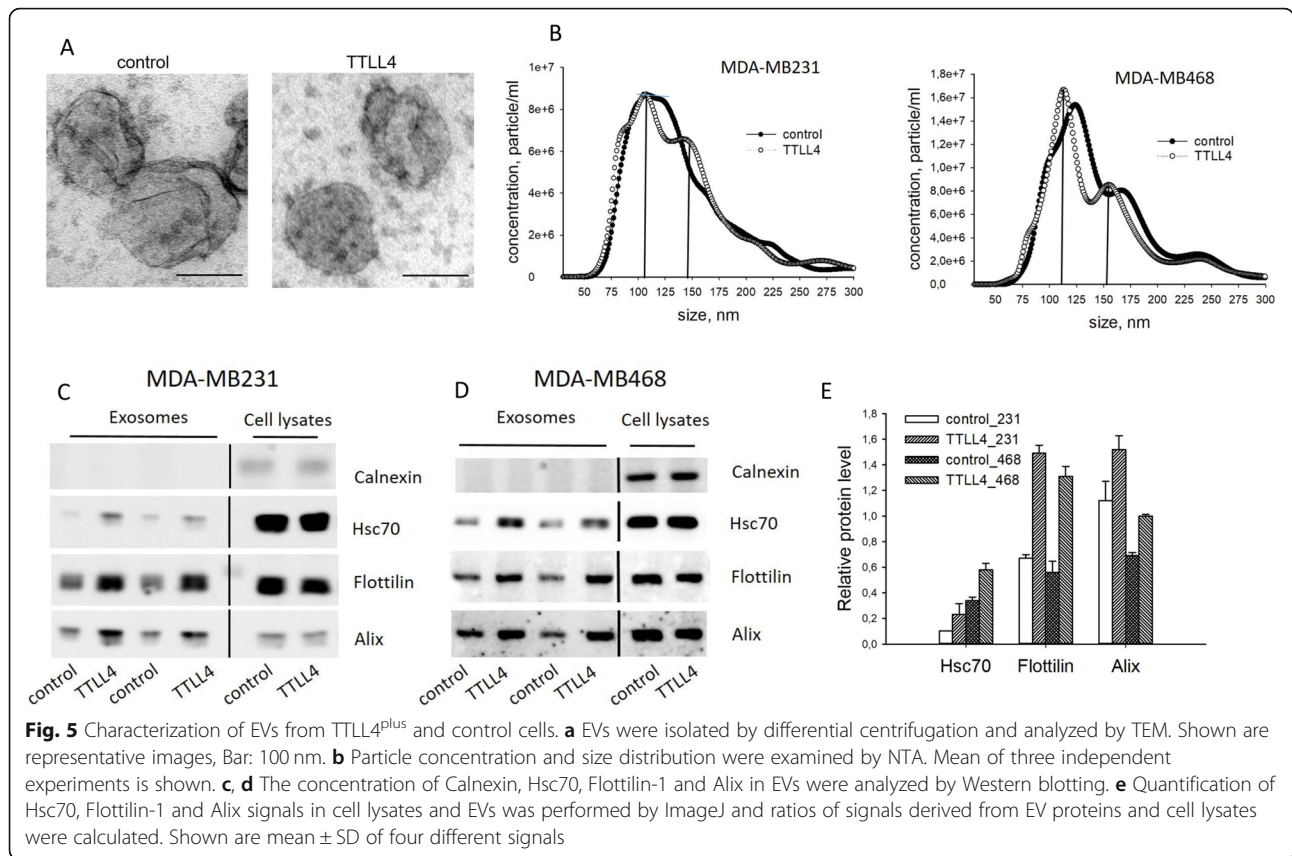 A
control
TTLL4
B
MDA-MB231
concentration, particle/ml
1e+7
8e+6
6e+6
4e+6
2e+6
0
control
TTLL4
50 75 100 125 150 175 200 225 250 275 300
size, nm
MDA-MB468
concentration, particle/ml
1,8e+7
1,6e+7
1,4e+7
1,2e+7
1,0e+7
8,0e+6
6,0e+6
4,0e+6
2,0e+6
0,0
control
TTLL4
50 75 100 125 150 175 200 225 250 275 300
size, nm
C
MDA-MB231
Exosomes
Cell lysates
Calnexin
Hsc70
Flottilin
Alix
control TTLL4 control TTLL4 control TTLL4
D
MDA-MB468
Exosomes
Cell lysates
Calnexin
Hsc70
Flottilin
Alix
control TTLL4 control TTLL4 control TTLL4
E
Relative protein level
1,8
1,6
1,4
1,2
1,0
0,8
0,6
0,4
0,2
0,0
control_231
TTLL4_231
control_468
TTLL4_468
Hsc70 Flottilin Alix
Fig. 5 Characterization of EVs from TTLL4plus and control cells. a EVs were isolated by differential centrifugation and analyzed by TEM. Shown are
representative images, Bar: 100 nm. b Particle concentration and size distribution were examined by NTA. Mean of three independent
experiments is shown. c, d The concentration of Calnexin, Hsc70, Flottilin-1 and Alix in EVs were analyzed by Western blotting. e Quantification of
Hsc70, Flottilin-1 and Alix signals in cell lysates and EVs was performed by ImageJ and ratios of signals derived from EV proteins and cell lysates
were calculated. Shown are mean ± SD of four different signals